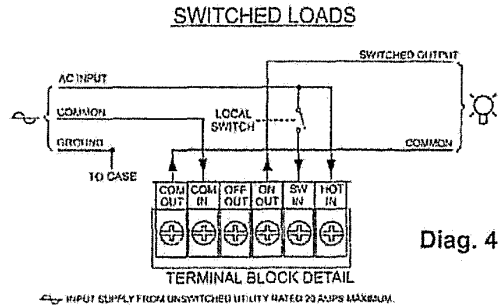 SWITCHED LOADS
SWITCHED OUTPUT
AC INPUT
COMMON
LOCAL
SWITCH
GROUND
COMMON
TO CASE
COM OUT
COM IN
OFF OUT
ON OUT
SW IN
HOT IN
Diag. 4
TERMINAL BLOCK DETAIL
INPUT SUPPLY FROM UNSWITCHED UTILITY RATED 20 AMPS MAXIMUM.